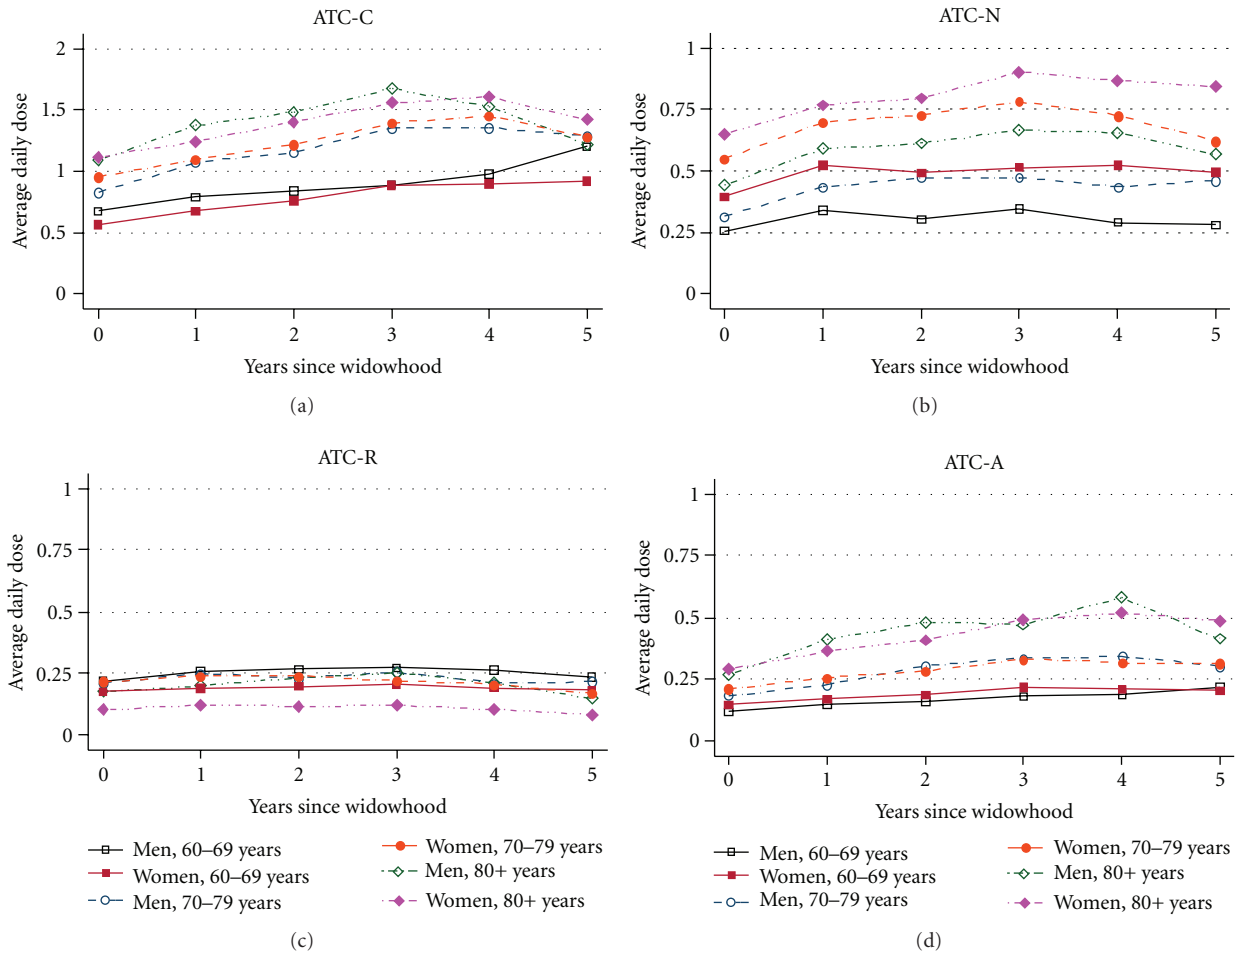 ATC-C
Average daily dose
2
1.5
1
0.5
0
0 1 2 3 4 5
Years since widowhood
(a)
ATC-N
Average daily dose
1
0.75
0.5
0.25
0
0 1 2 3 4 5
Years since widowhood
(b)
ATC-R
Average daily dose
1
0.75
0.5
0.25
0
0 1 2 3 4 5
Years since widowhood
Men, 60–69 years
Women, 60–69 years
Men, 70–79 years
Women, 70–79 years
Men, 80+ years
Women, 80+ years
(c)
ATC-A
Average daily dose
1
0.75
0.5
0.25
0
0 1 2 3 4 5
Years since widowhood
Men, 60–69 years
Women, 60–69 years
Men, 70–79 years
Women, 70–79 years
Men, 80+ years
Women, 80+ years
(d)